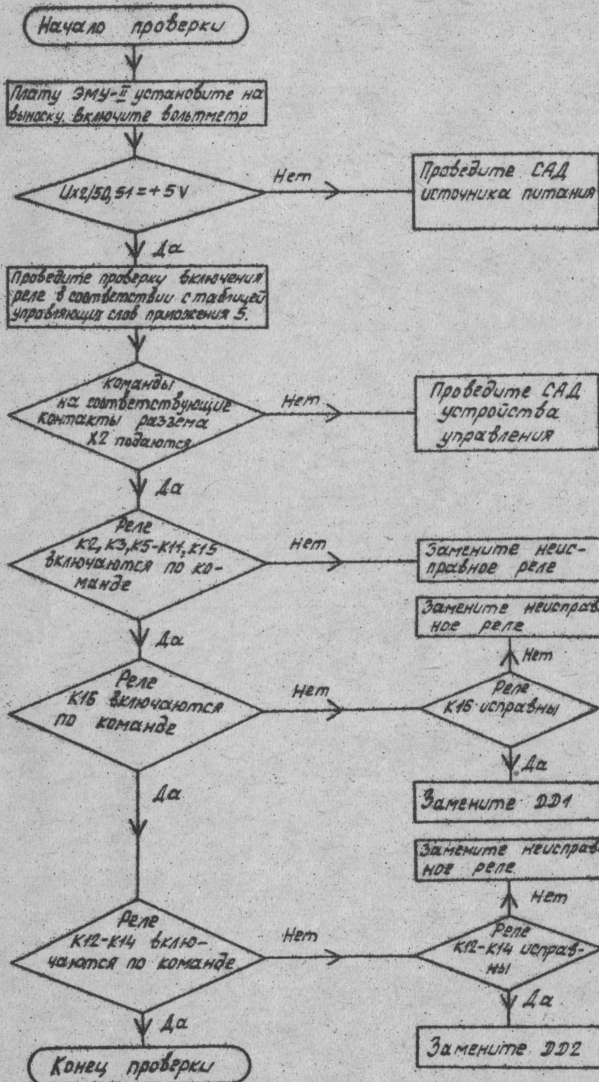 Начало проверки
Плату ЭМУ-II установите на
выноску. Включите вольтметр
Uх2/50,51=+5V
Нет
Проведите САД
источника питания
Да
Проведите проверку включения
реле в соответствии с таблицей
управляющих слов приложения 5.
Команды
на соответствующие
контакты разъема
X2 подаются
Нет
Проведите САД
устройства
управления
Да
Реле
К2, К3, К5-К11, К15
включаются по ко-
манде
Нет
Замените неис-
правное реле
Да
Реле
К16 включаются
по команде
Нет
Реле
К16 исправны
Нет
Замените неисправ
ное реле
Да
Замените DD1
Да
Реле
К12-К14 вклю-
чаются по команде
Нет
Реле
К12-К14 исправ-
ны
Нет
Замените неисправ
ное реле
Да
Замените DD2
Да
Конец проверки